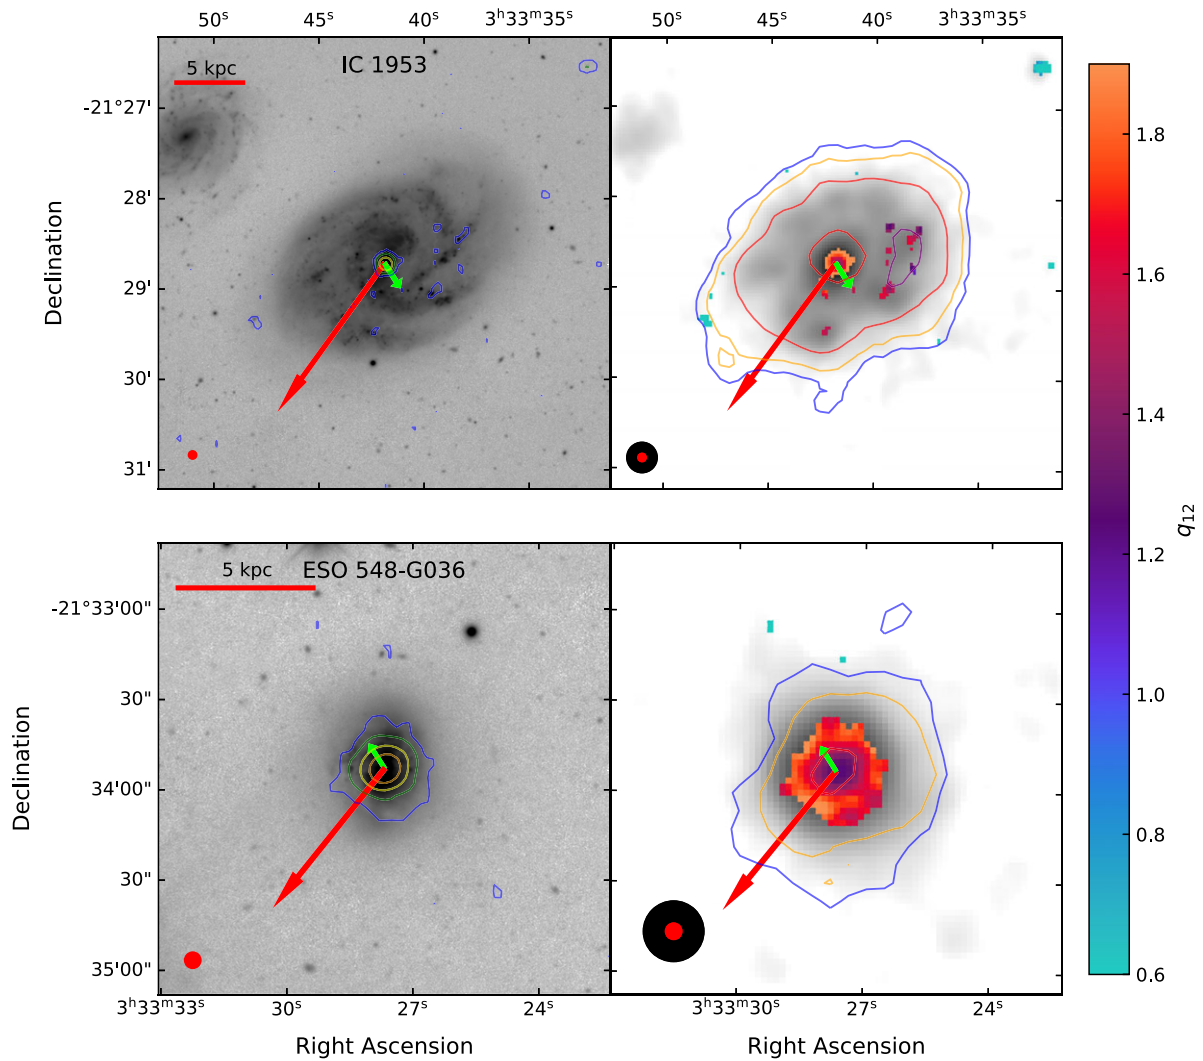 50ˢ 45ˢ 40ˢ 3ʰ33ᵐ35ˢ 50ˢ 45ˢ 40ˢ 3ʰ33ᵐ35ˢ
5 kpc IC 1953
-21°27'
28'
29'
30'
31'
Declination
1.8
1.6
1.4
1.2
1.0
0.8
0.6
q₁₂
5 kpc ESO 548-G036
-21°33'00"
30"
34'00"
30"
35'00"
Declination
3ʰ33ᵐ33ˢ 30ˢ 27ˢ 24ˢ 3ʰ33ᵐ30ˢ 27ˢ 24ˢ
Right Ascension Right Ascension